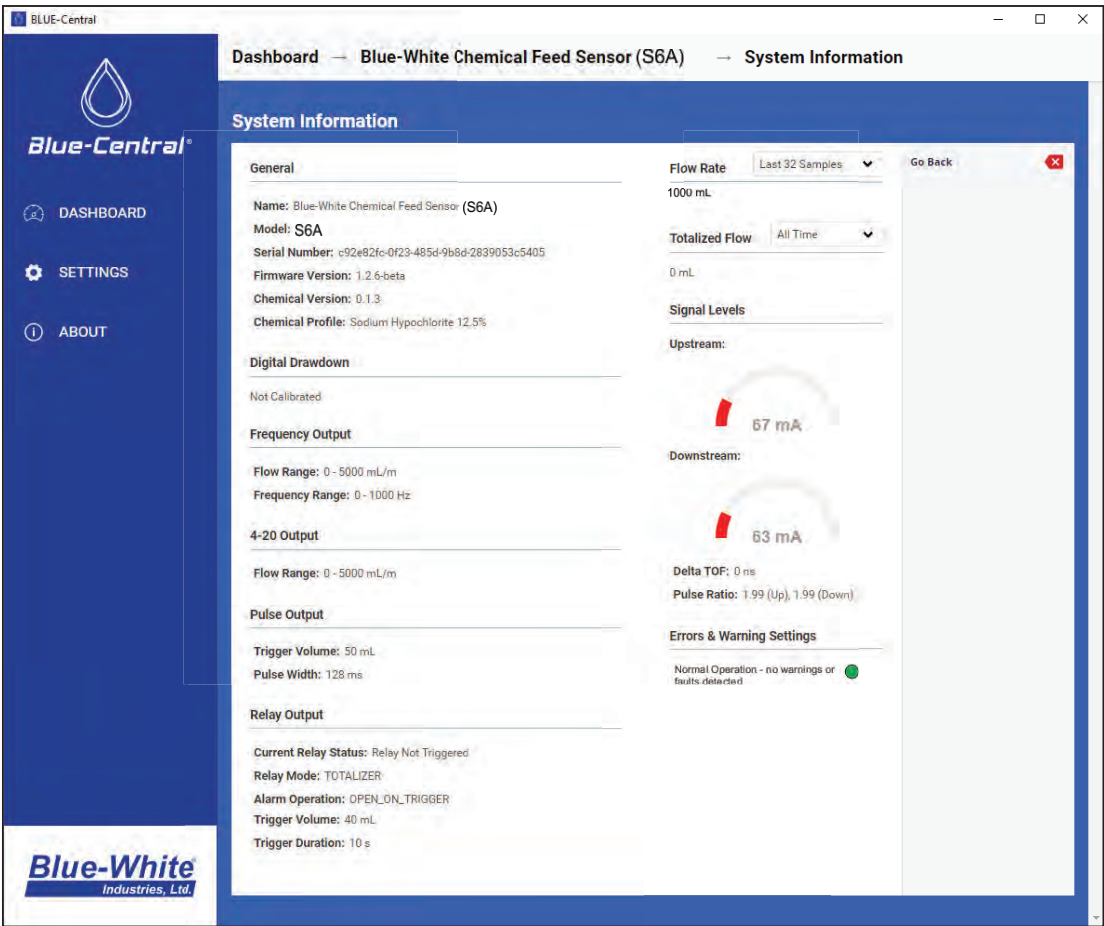 BLUE-Central
Dashboard → Blue-White Chemical Feed Sensor (S6A) → System Information
Blue-Central®
DASHBOARD
SETTINGS
ABOUT
Blue-White®
Industries, Ltd.
System Information
General
Name: Blue-White Chemical Feed Sensor (S6A)
Model: S6A
Serial Number: c92e82fc-0f23-485d-9b8d-2839053c5405
Firmware Version: 1.2.6-beta
Chemical Version: 0.1.3
Chemical Profile: Sodium Hypochlorite 12.5%
Digital Drawdown
Not Calibrated
Frequency Output
Flow Range: 0 - 5000 mL/m
Frequency Range: 0 - 1000 Hz
4-20 Output
Flow Range: 0 - 5000 mL/m
Pulse Output
Trigger Volume: 50 mL
Pulse Width: 128 ms
Relay Output
Current Relay Status: Relay Not Triggered
Relay Mode: TOTALIZER
Alarm Operation: OPEN_ON_TRIGGER
Trigger Volume: 40 mL
Trigger Duration: 10 s
Flow Rate Last 32 Samples
1000 mL
Totalized Flow All Time
0 mL
Signal Levels
Upstream:
67 mA
Downstream:
63 mA
Delta TOF: 0 ns
Pulse Ratio: 1.99 (Up), 1.99 (Down)
Errors & Warning Settings
Normal Operation - no warnings or
faults detected
Go Back